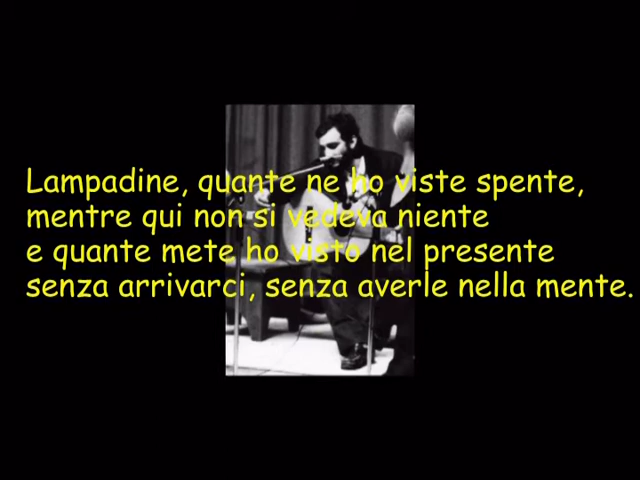 Lampadine, quante ne ho viste spente,
mentre qui non si vedeva niente
e quante mete ho visto nel presente
senza arrivarci, senza averle nella mente.